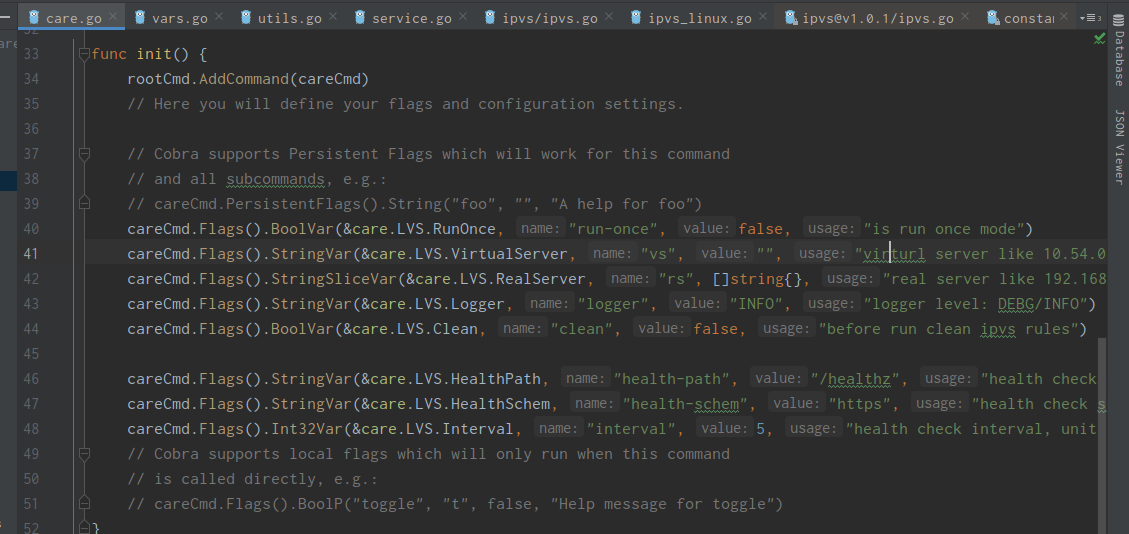 care.go vars.go utils.go service.go ipvs/ipvs.go ipvs_linux.go ipvs@v1.0.1/ipvs.go
33 func init() {
34 rootCmd.AddCommand(careCmd)
35 // Here you will define your flags and configuration settings.
36
37 // Cobra supports Persistent Flags which will work for this command
38 // and all subcommands, e.g.:
39 // careCmd.PersistentFlags().String("foo", "", "A help for foo")
40 careCmd.Flags().BoolVar(&care.LVS.RunOnce, name: "run-once", value: false, usage: "is run once mode")
41 careCmd.Flags().StringVar(&care.LVS.VirtualServer, name: "vs", value: "", usage: "virturl server like 10.54.0
42 careCmd.Flags().StringSliceVar(&care.LVS.RealServer, name: "rs", []string{}, usage: "real server like 192.168
43 careCmd.Flags().StringVar(&care.LVS.Logger, name: "logger", value: "INFO", usage: "logger level: DEBG/INFO")
44 careCmd.Flags().BoolVar(&care.LVS.Clean, name: "clean", value: false, usage: "before run clean ipvs rules")
45
46 careCmd.Flags().StringVar(&care.LVS.HealthPath, name: "health-path", value: "/healthz", usage: "health check
47 careCmd.Flags().StringVar(&care.LVS.HealthSchem, name: "health-schem", value: "https", usage: "health check s
48 careCmd.Flags().Int32Var(&care.LVS.Interval, name: "interval", value: 5, usage: "health check interval, unit
49 // Cobra supports local flags which will only run when this command
50 // is called directly, e.g.:
51 // careCmd.Flags().BoolP("toggle", "t", false, "Help message for toggle")
52 }
Database
JSON Viewer